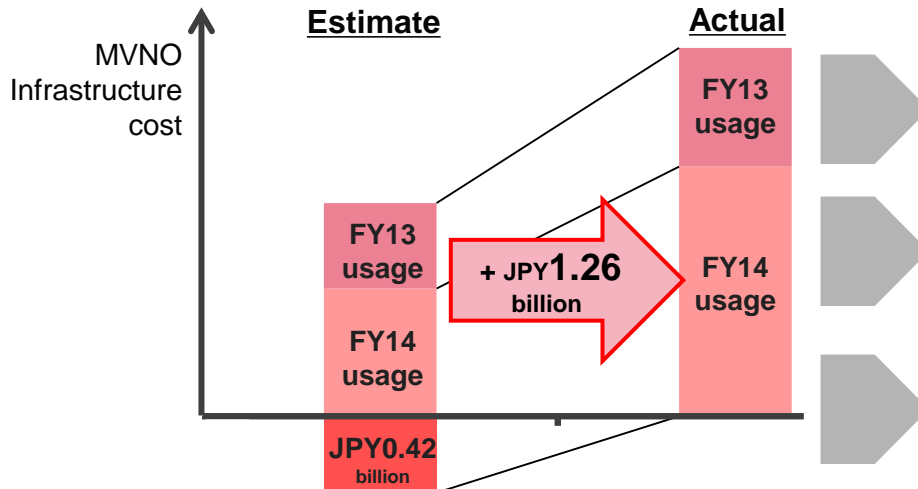 Estimate
Actual
MVNO
Infrastructure
cost
FY13
usage
FY13
usage
+ JPY1.26
billion
FY14
usage
FY14
usage
JPY0.42
billion